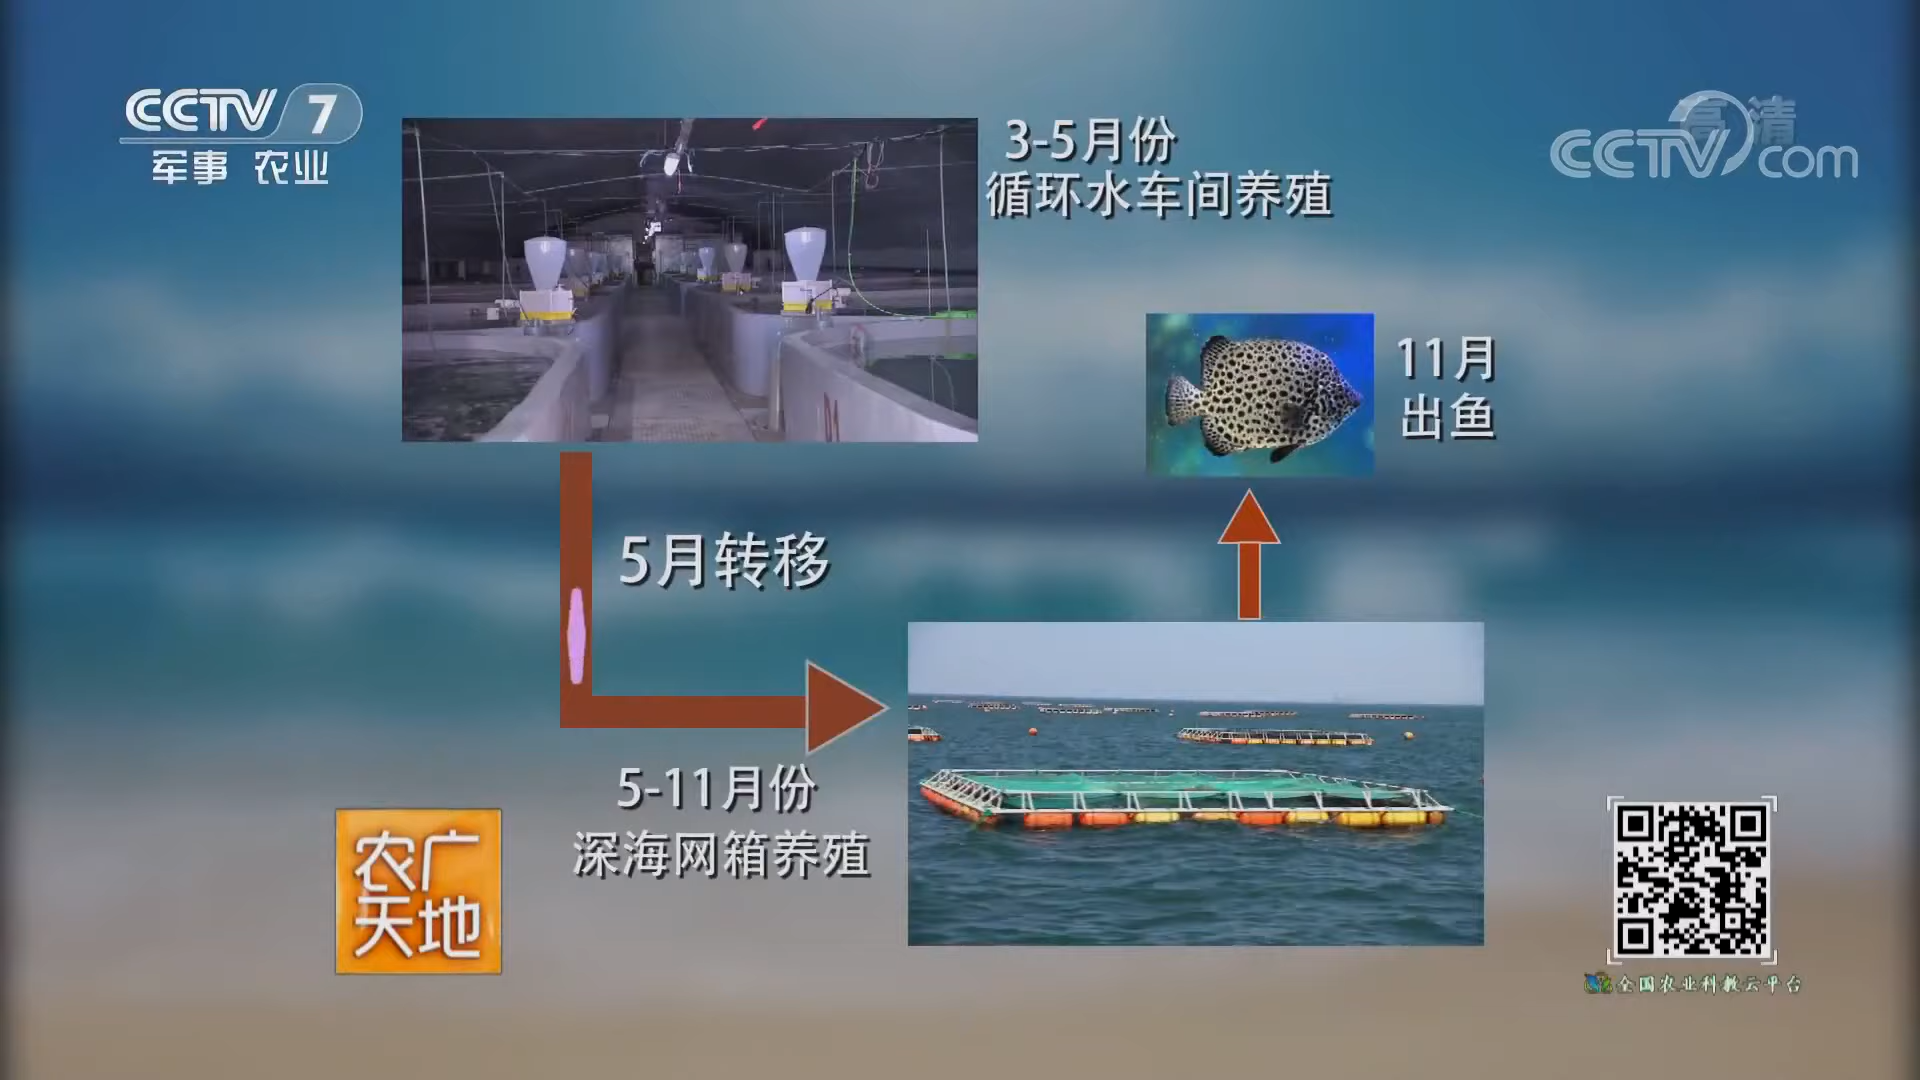 CCTV 7
军事 农业
高清
CCTV com
3-5月份
循环水车间养殖
11月
出鱼
5月转移
5-11月份
深海网箱养殖
农广
天地
全国农业科教云平台